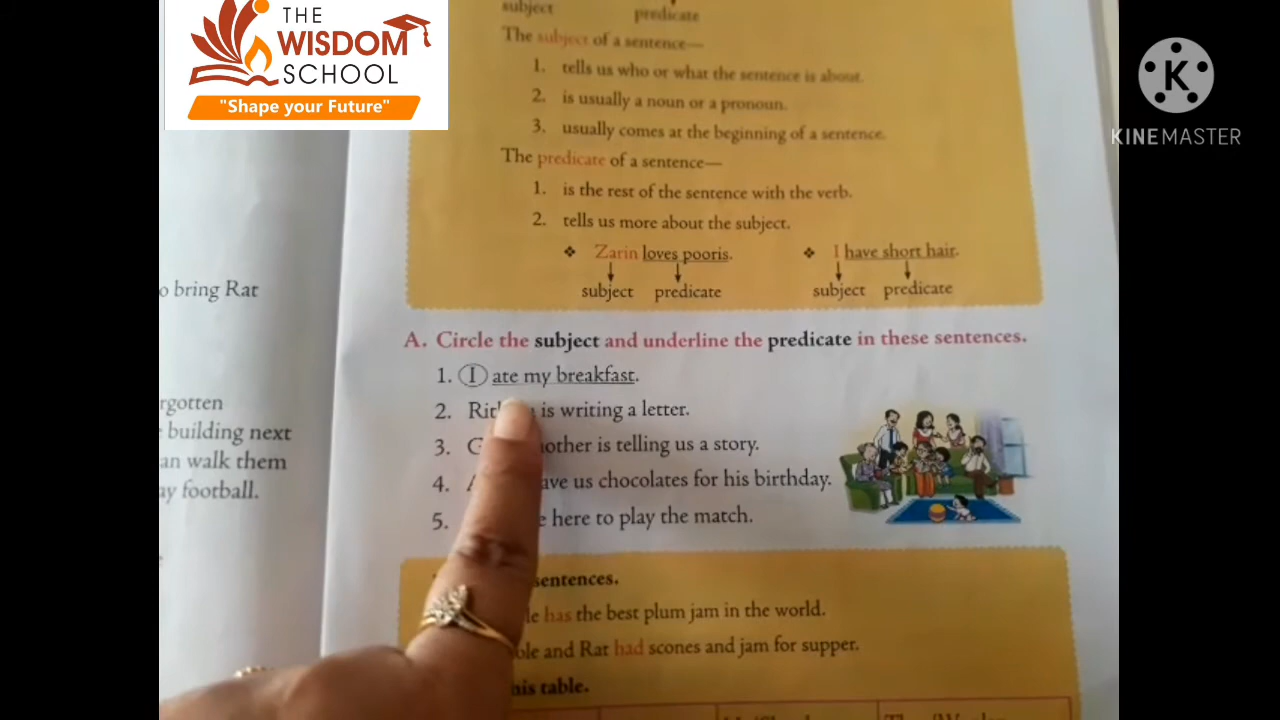 THE
WISDOM
SCHOOL
"Shape your Future"
K
KINEMASTER
subject predicate
The subject of a sentence—
1. tells us who or what the sentence is about.
2. is usually a noun or a pronoun.
3. usually comes at the beginning of a sentence.
The predicate of a sentence—
1. is the rest of the sentence with the verb.
2. tells us more about the subject.
❖ Zarin loves pooris. ❖ I have short hair.
subject predicate subject predicate
o bring Rat
rgotten
building next
an walk them
ay football.
A. Circle the subject and underline the predicate in these sentences.
1. I ate my breakfast.
2. is writing a letter.
3. other is telling us a story.
4. ave us chocolates for his birthday.
5. here to play the match.
sentences.
le has the best plum jam in the world.
ole and Rat had scones and jam for supper.
his table.